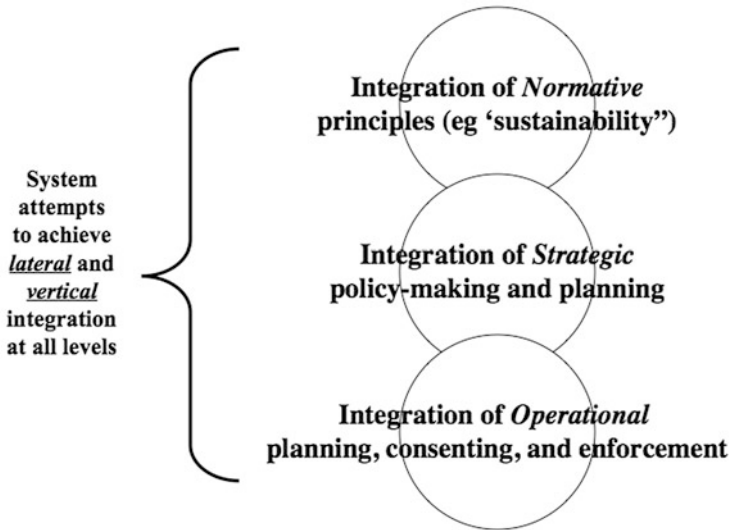 System
attempts
to achieve
lateral and
vertical
integration
at all levels
Integration of Normative
principles (eg ‘sustainability”)
Integration of Strategic
policy-making and planning
Integration of Operational
planning, consenting, and enforcement